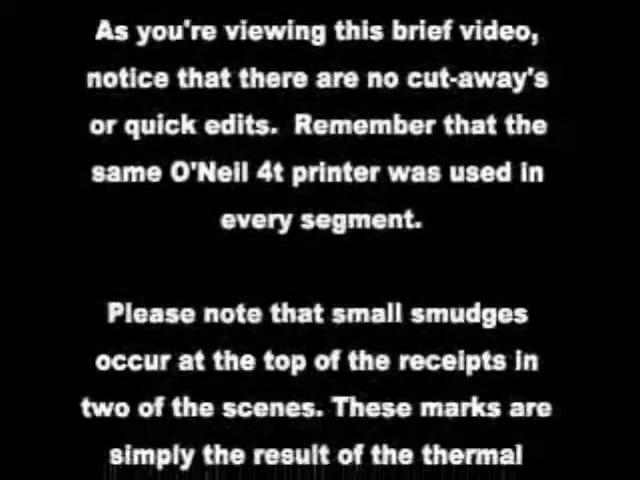 As you're viewing this brief video,
notice that there are no cut-away's
or quick edits.  Remember that the
same O'Neil 4t printer was used in
every segment.
Please note that small smudges
occur at the top of the receipts in
two of the scenes. These marks are
simply the result of the thermal